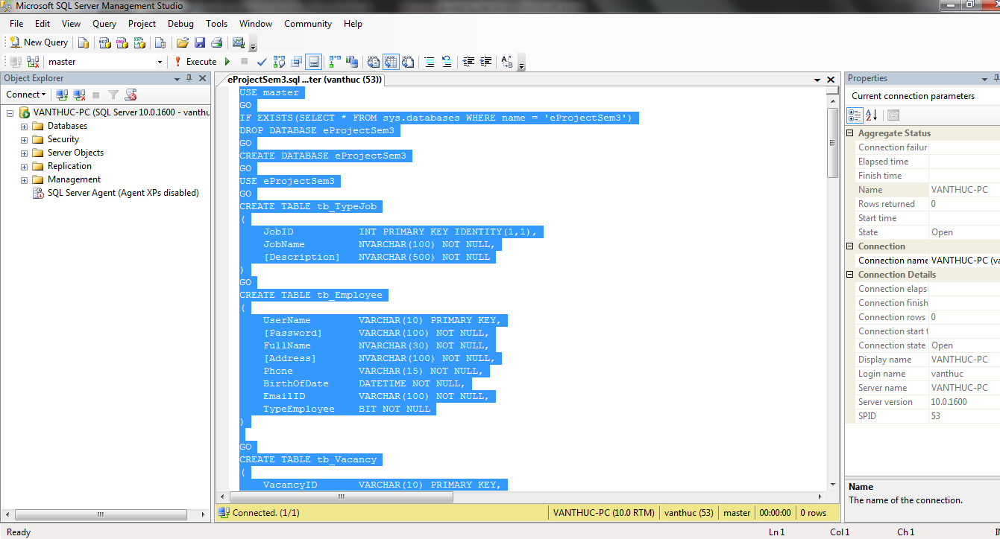 Microsoft SQL Server Management Studio
File Edit View Query Project Debug Tools Window Community Help
New Query
master Execute
Object Explorer
Connect
VANTHUC-PC (SQL Server 10.0.1600 - vanthu
Databases
Security
Server Objects
Replication
Management
SQL Server Agent (Agent XPs disabled)
eProjectSem3.sql ...ter (vanthuc (53))
USE master
GO
IF EXISTS(SELECT * FROM sys.databases WHERE name = 'eProjectSem3')
DROP DATABASE eProjectSem3
GO
CREATE DATABASE eProjectSem3
GO
USE eProjectSem3
GO
CREATE TABLE tb_TypeJob
(
JobID INT PRIMARY KEY IDENTITY(1,1),
JobName NVARCHAR(100) NOT NULL,
[Description] NVARCHAR(500) NOT NULL
)
GO
CREATE TABLE tb_Employee
(
UserName VARCHAR(10) PRIMARY KEY,
[Password] VARCHAR(100) NOT NULL,
FullName NVARCHAR(30) NOT NULL,
[Address] NVARCHAR(100) NOT NULL,
Phone VARCHAR(15) NOT NULL,
BirthOfDate DATETIME NOT NULL,
EmailID VARCHAR(100) NOT NULL,
TypeEmployee BIT NOT NULL
)
GO
CREATE TABLE tb_Vacancy
(
VacancyID VARCHAR(10) PRIMARY KEY,
Connected. (1/1) VANTHUC-PC (10.0 RTM) vanthuc (53) master 00:00:00 0 rows
Properties
Current connection parameters
Aggregate Status
Connection failur
Elapsed time
Finish time
Name VANTHUC-PC
Rows returned 0
Start time
State Open
Connection
Connection name VANTHUC-PC (va
Connection Details
Connection elaps
Connection finish
Connection rows 0
Connection start t
Connection state Open
Display name VANTHUC-PC
Login name vanthuc
Server name VANTHUC-PC
Server version 10.0.1600
SPID 53
Name
The name of the connection.
Ready Ln 1 Col 1 Ch 1